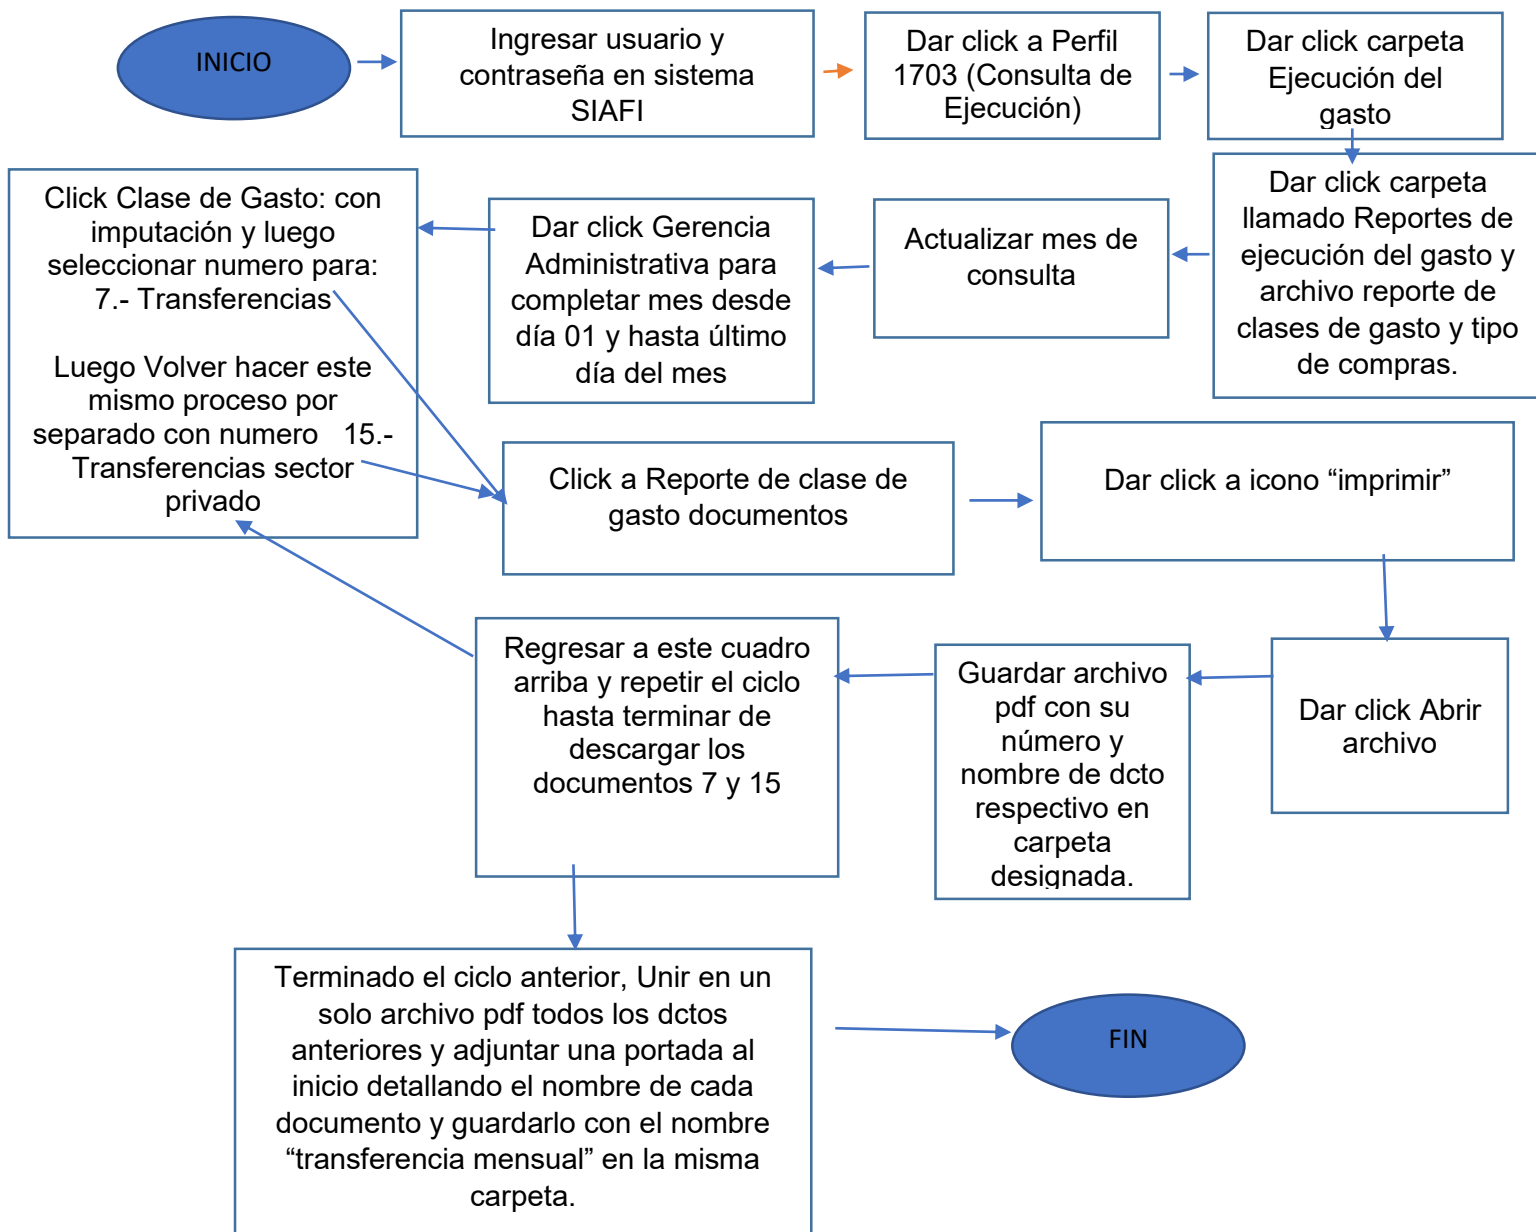 INICIO
Ingresar usuario y
contraseña en sistema
SIAFI
Dar click a Perfil
1703 (Consulta de
Ejecución)
Dar click carpeta
Ejecución del
gasto
Dar click carpeta
llamado Reportes de
ejecución del gasto y
archivo reporte de
clases de gasto y tipo
de compras.
Actualizar mes de
consulta
Dar click Gerencia
Administrativa para
completar mes desde
día 01 y hasta último
día del mes
Click Clase de Gasto: con
imputación y luego
seleccionar numero para:
7.- Transferencias
Luego Volver hacer este
mismo proceso por
separado con numero 15.-
Transferencias sector
privado
Click a Reporte de clase de
gasto documentos
Dar click a icono “imprimir”
Dar click Abrir
archivo
Guardar archivo
pdf con su
número y
nombre de dcto
respectivo en
carpeta
designada.
Regresar a este cuadro
arriba y repetir el ciclo
hasta terminar de
descargar los
documentos 7 y 15
Terminado el ciclo anterior, Unir en un
solo archivo pdf todos los dctos
anteriores y adjuntar una portada al
inicio detallando el nombre de cada
documento y guardarlo con el nombre
“transferencia mensual” en la misma
carpeta.
FIN